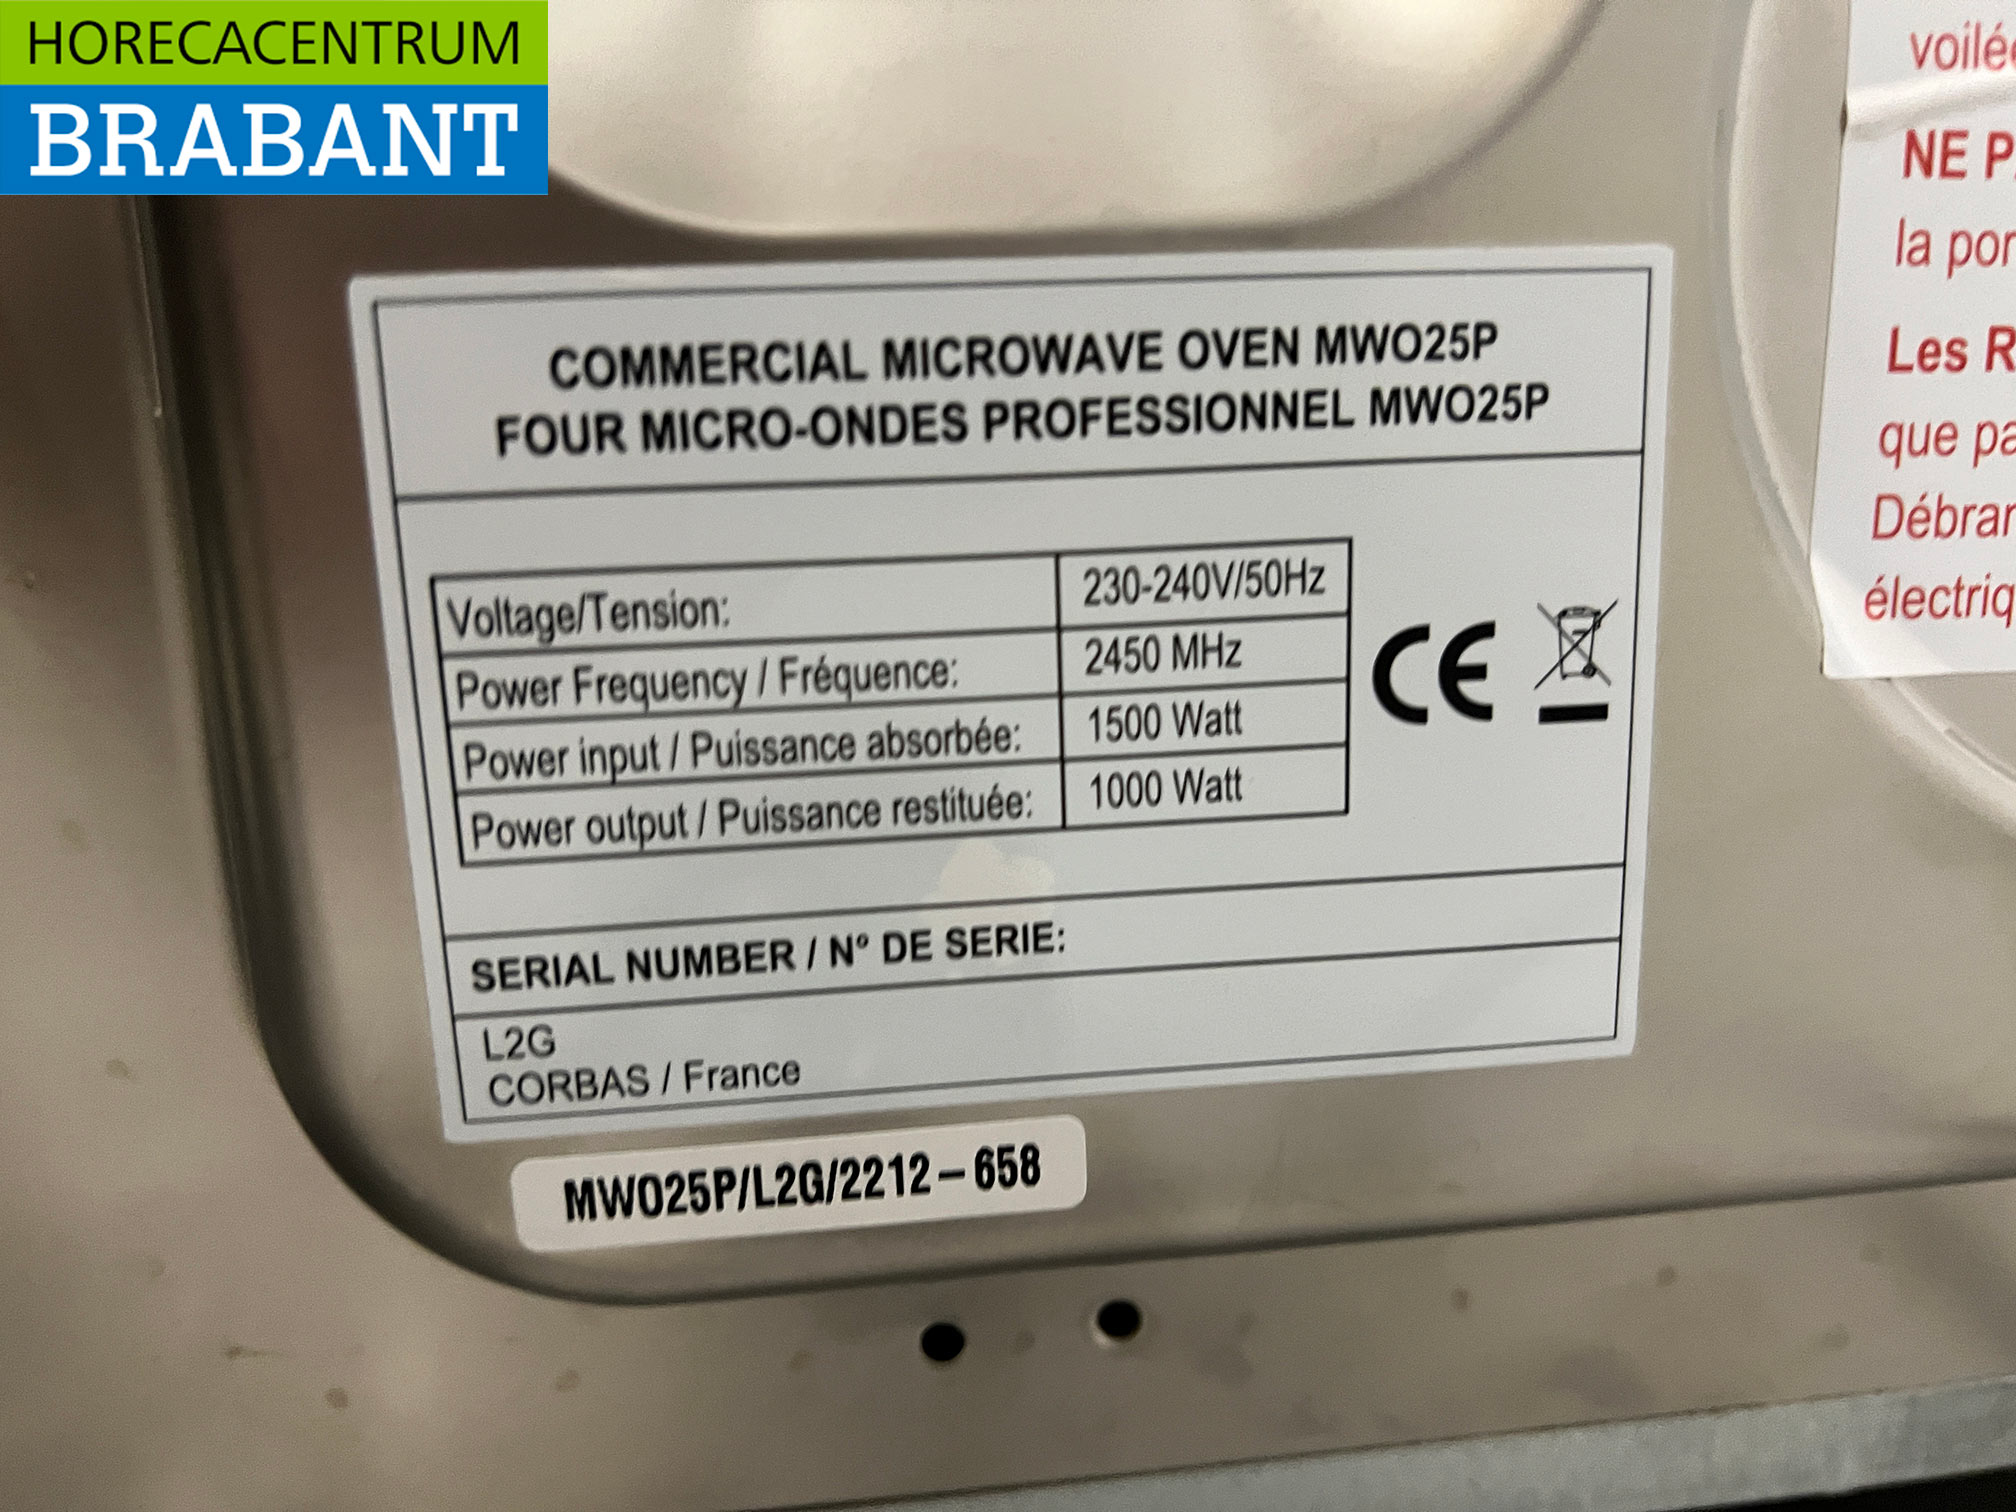 HORECACENTRUM
BRABANT
COMMERCIAL MICROWAVE OVEN MWO25P
FOUR MICRO-ONDES PROFESSIONNEL MWO25P
Voltage/Tension: 230-240V/50Hz
Power Frequency / Fréquence: 2450 MHz
Power input / Puissance absorbée: 1500 Watt
Power output / Puissance restituée: 1000 Watt
CE
SERIAL NUMBER / N° DE SERIE:
L2G
CORBAS / France
MWO25P/L2G/2212-658
NE
la
Les
que